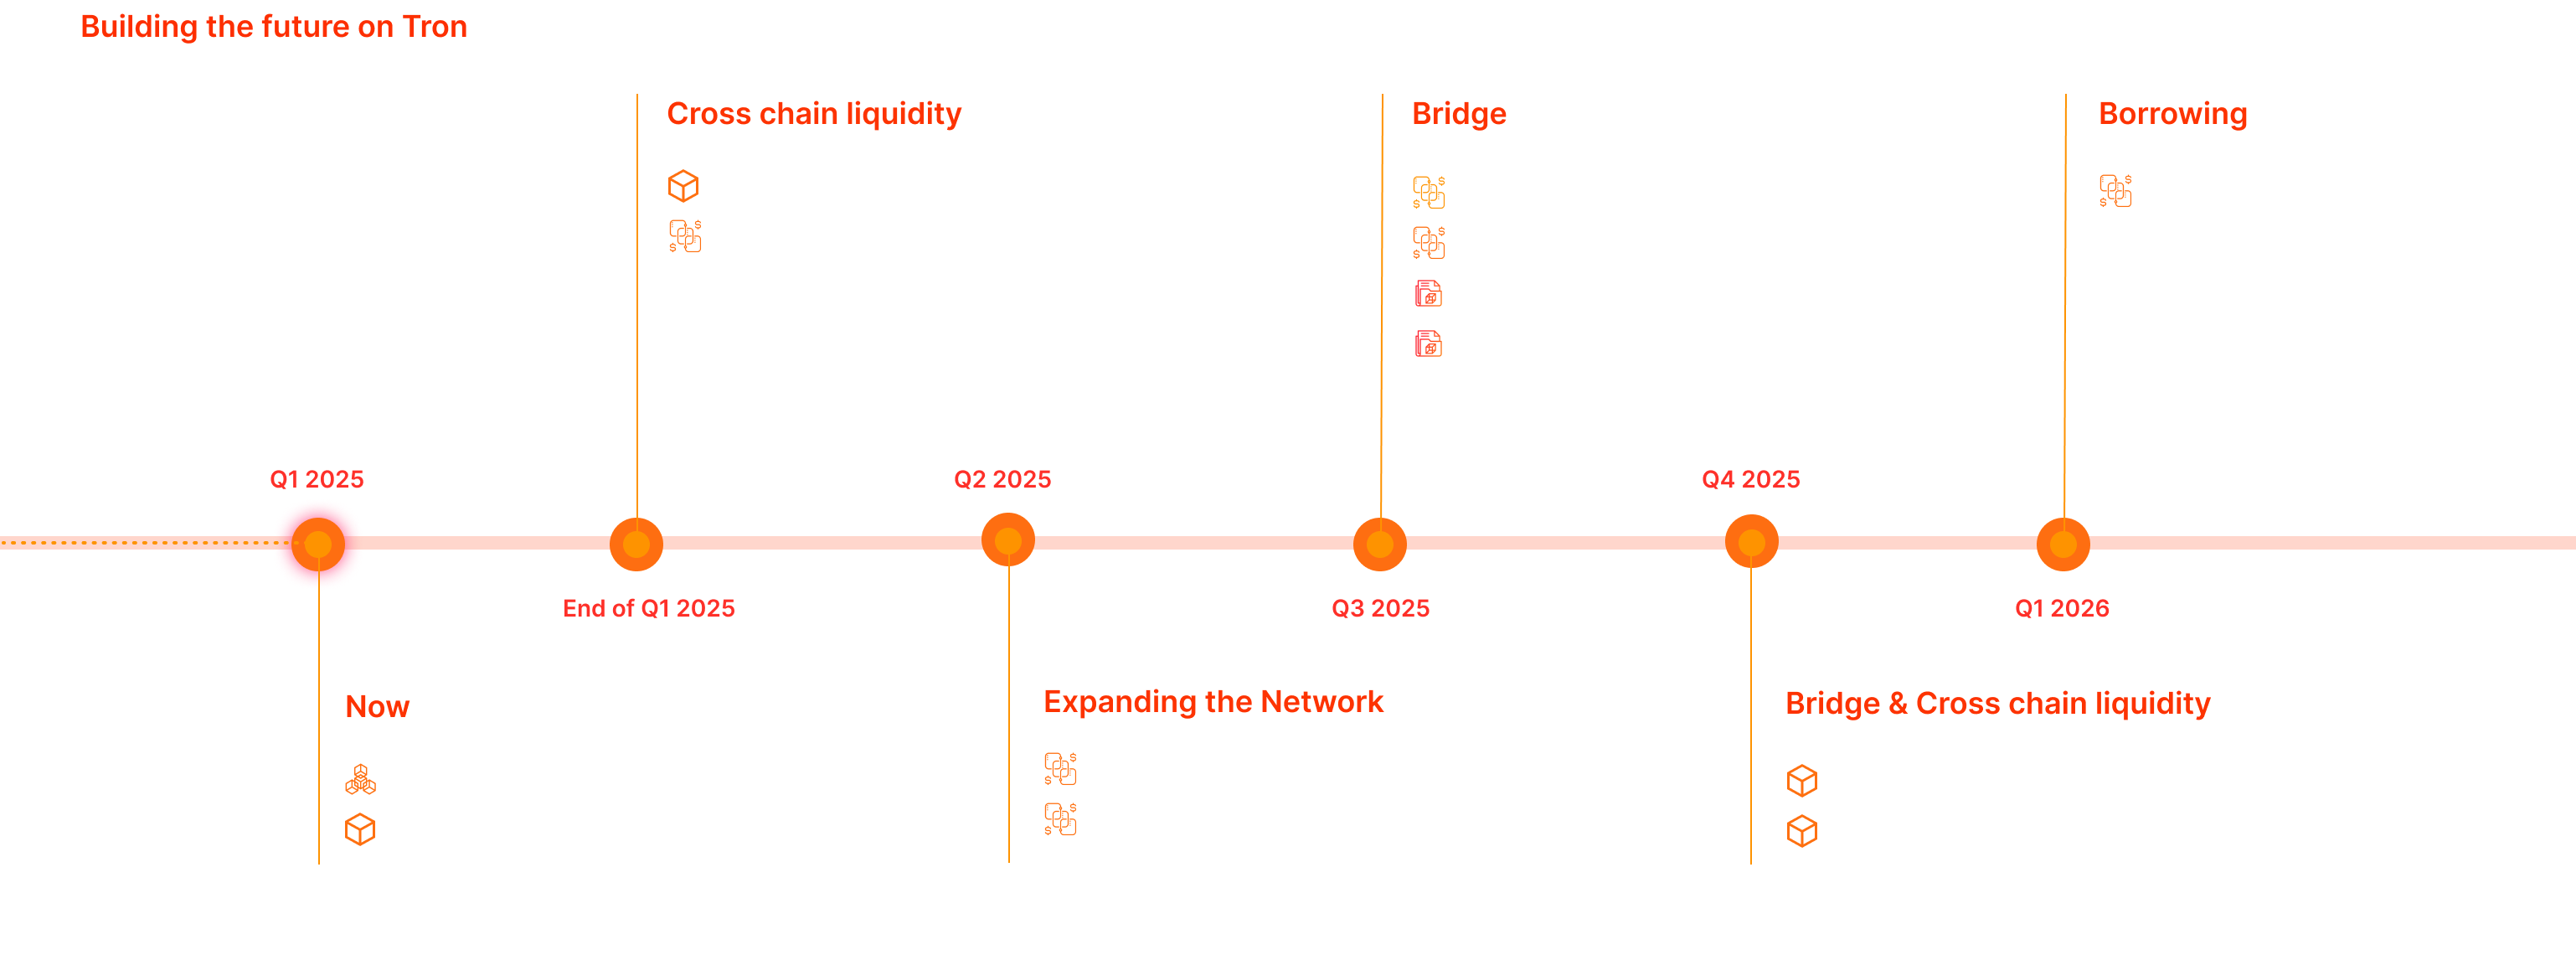 Building the future on Tron
Cross chain liquidity
Bridge
Borrowing
Q1 2025
Q2 2025
Q4 2025
End of Q1 2025
Q3 2025
Q1 2026
Now
Expanding the Network
Bridge & Cross chain liquidity